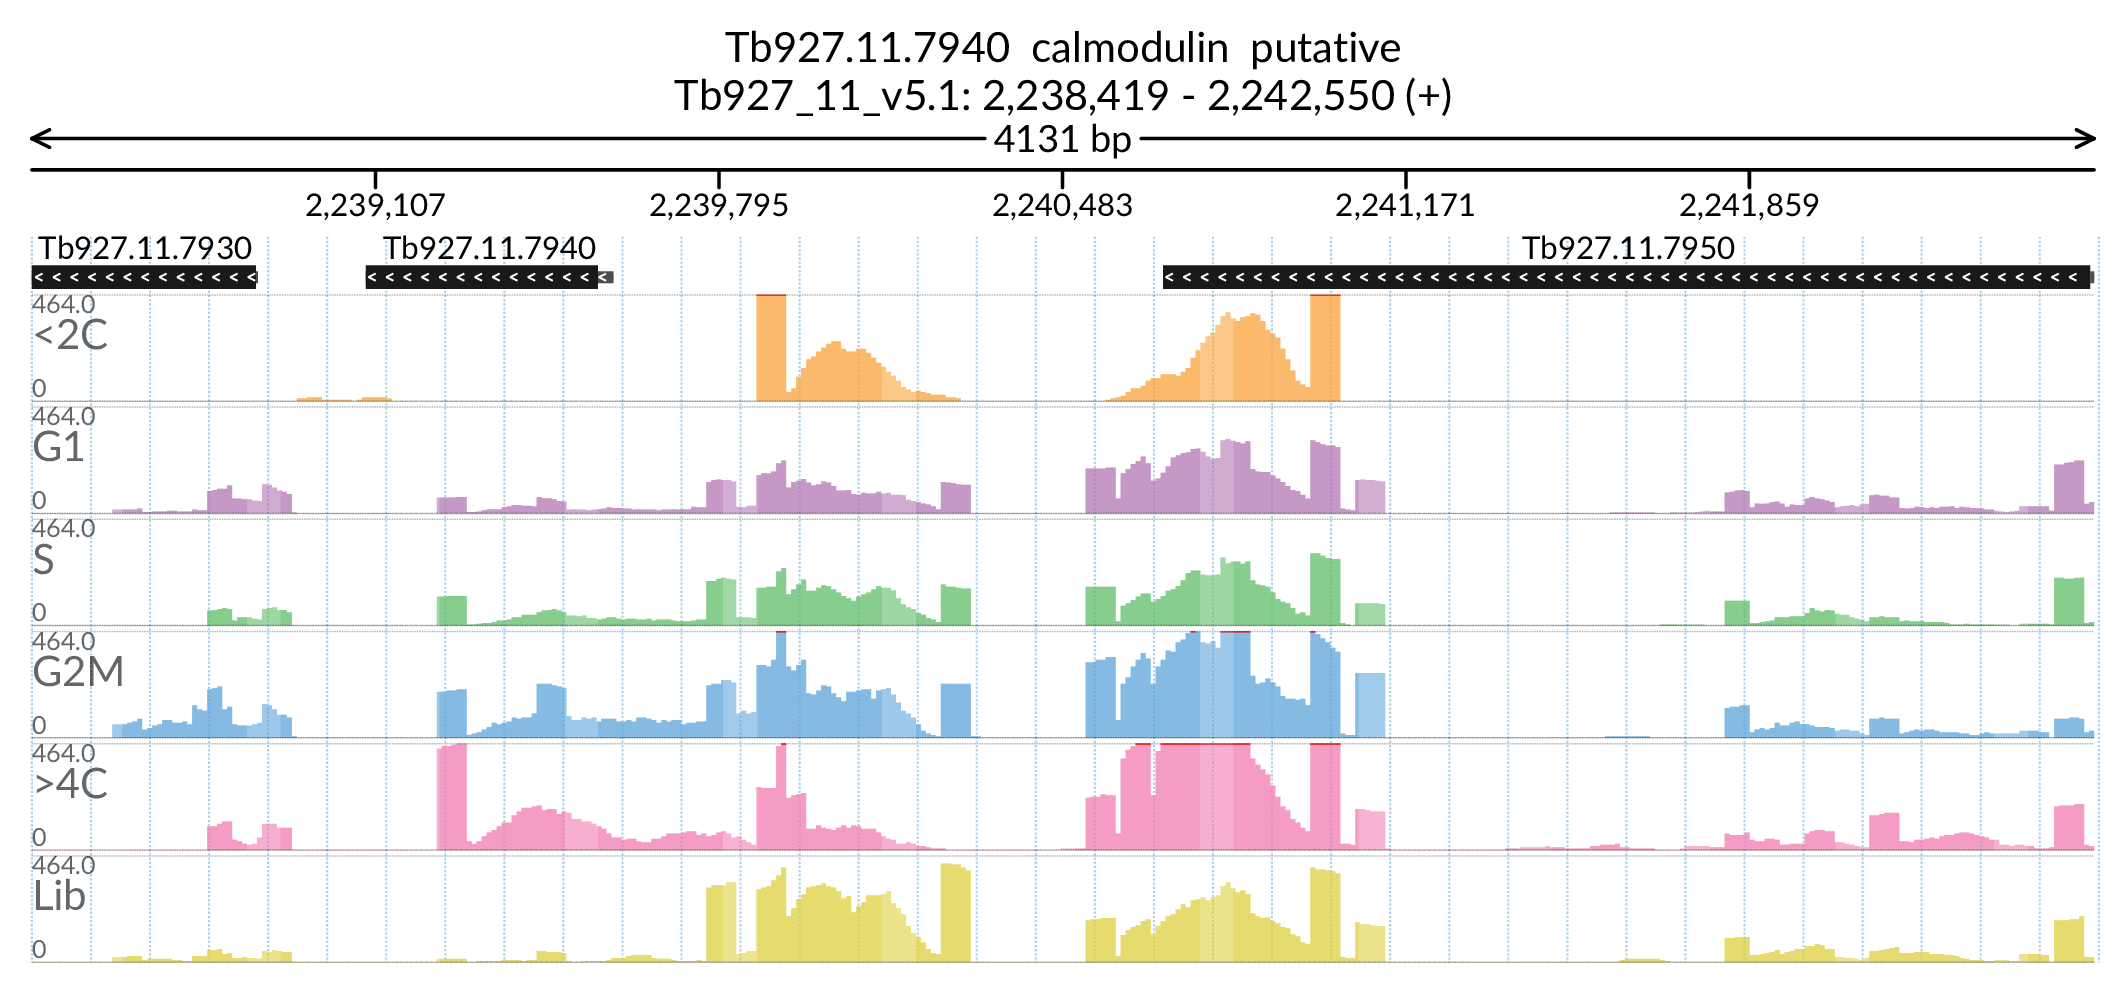 Tb927.11.7940 calmodulin putative
Tb927_11_v5.1: 2,238,419 - 2,242,550 (+)
4131 bp
2,239,107 2,239,795 2,240,483 2,241,171 2,241,859
Tb927.11.7930 Tb927.11.7940 Tb927.11.7950
464.0
<2C
0
464.0
G1
0
464.0
S
0
464.0
G2M
0
464.0
>4C
0
464.0
Lib
0